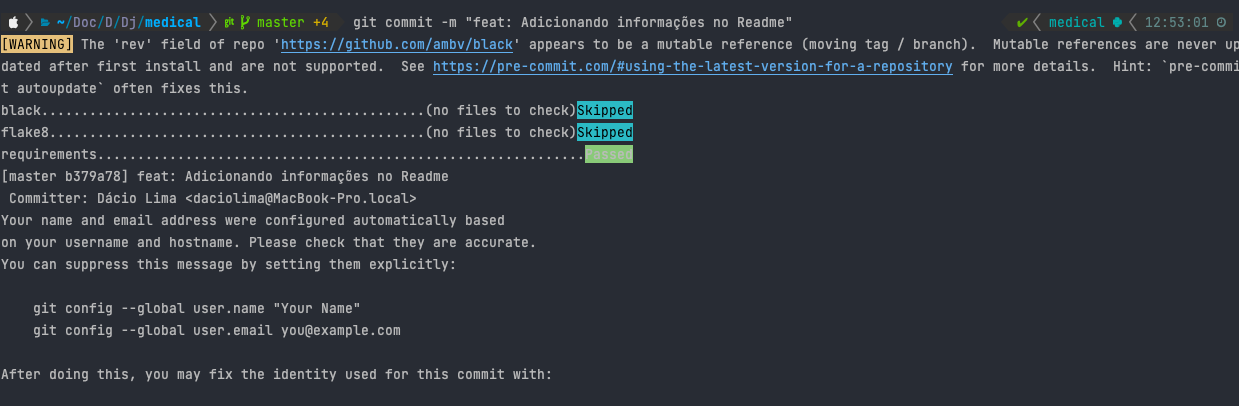 ~/Doc/D/Dj/medical git master +4 git commit -m "feat: Adicionando informações no Readme" ✔ medical 12:53:01
[WARNING] The 'rev' field of repo 'https://github.com/ambv/black' appears to be a mutable reference (moving tag / branch).  Mutable references are never up
dated after first install and are not supported.  See https://pre-commit.com/#using-the-latest-version-for-a-repository for more details.  Hint: `pre-commi
t autoupdate` often fixes this.
black................................................(no files to check)Skipped
flake8...............................................(no files to check)Skipped
requirements.............................................................Passed
[master b379a78] feat: Adicionando informações no Readme
 Committer: Dácio Lima <daciolima@MacBook-Pro.local>
Your name and email address were configured automatically based
on your username and hostname. Please check that they are accurate.
You can suppress this message by setting them explicitly:

    git config --global user.name "Your Name"
    git config --global user.email you@example.com

After doing this, you may fix the identity used for this commit with: